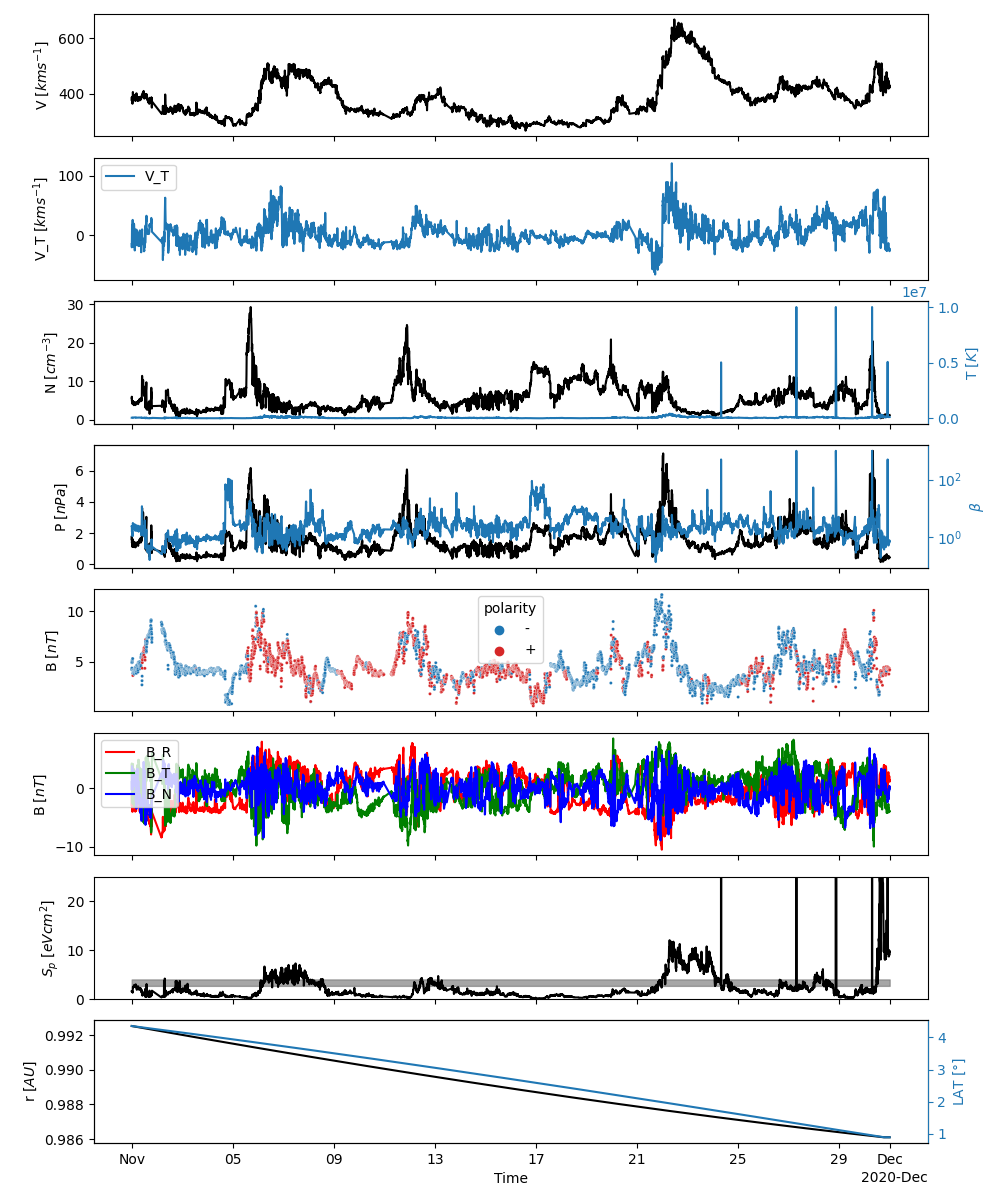 600
400
V [kms⁻¹]
100
0
V_T [kms⁻¹]
V_T
1e7
30
20
10
0
N [cm⁻³]
1.0
0.5
0.0
T [K]
6
4
2
0
P [nPa]
10²
10⁰
β
10
5
B [nT]
polarity
-
+
0
−10
B [nT]
B_R
B_T
B_N
20
10
0
Sₚ [eVcm²]
0.992
0.990
0.988
0.986
r [AU]
4
3
2
1
LAT [°]
Nov 05 09 13 17 21 25 29 Dec
Time
2020-Dec